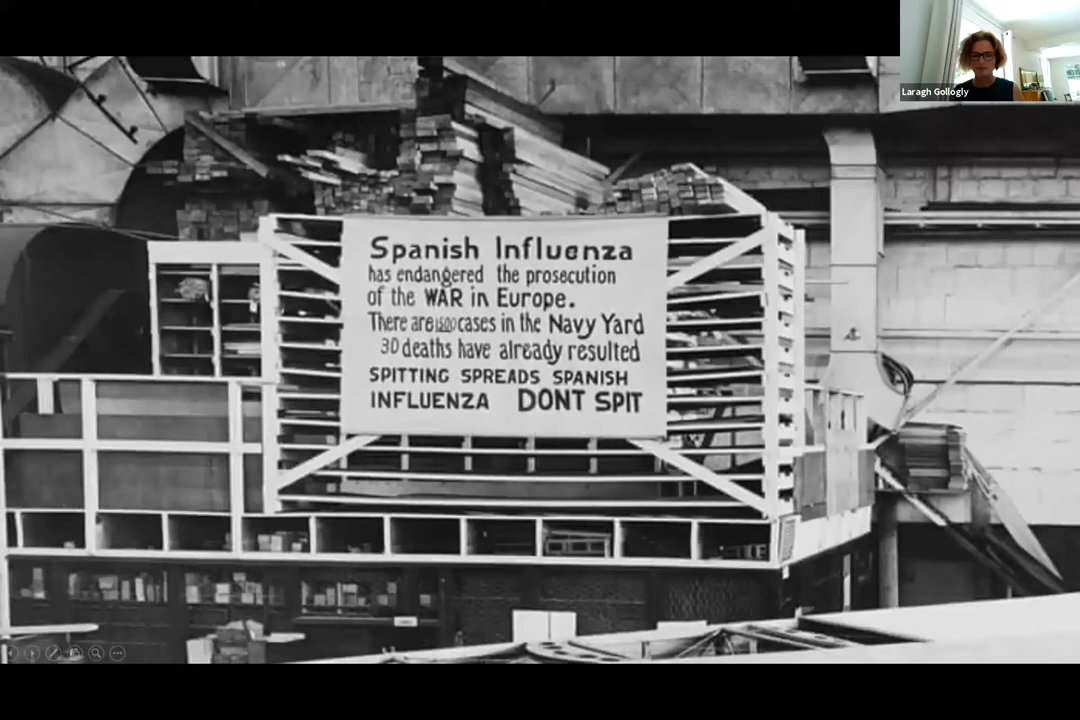 Laragh Gollogly
Spanish Influenza
has endangered the prosecution
of the WAR in Europe.
There are 1500 cases in the Navy Yard
30 deaths have already resulted
SPITTING SPREADS SPANISH
INFLUENZA DONT SPIT